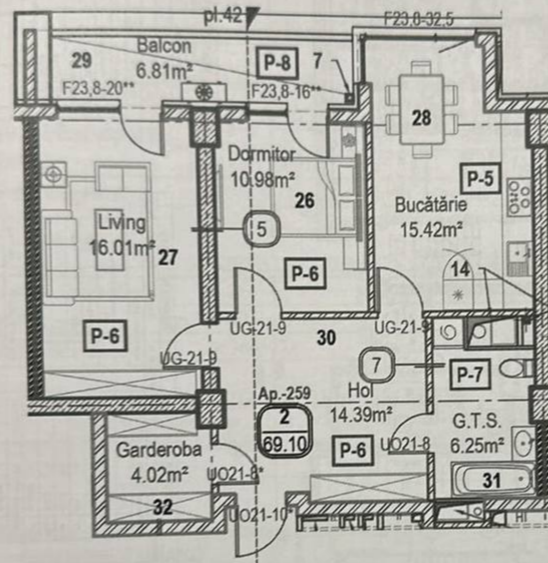 pl.42
F23,8-32,5
29
Balcon
6.81m²
P-8
7
F23,8-20**
F23,8-16**
28
Dormitor
10.98m²
26
P-5
Bucătărie
15.42m²
Living
16.01m²
27
5
P-6
14
UG-21-9
30
UG-21-9
P-6
UG-21-9
7
P-7
Ap.-259
Hol
14.39m²
2
69.10
G.T.S.
6.25m²
Garderoba
4.02m²
P-6
UO21-8
UO21-8*
31
32
UO21-10*